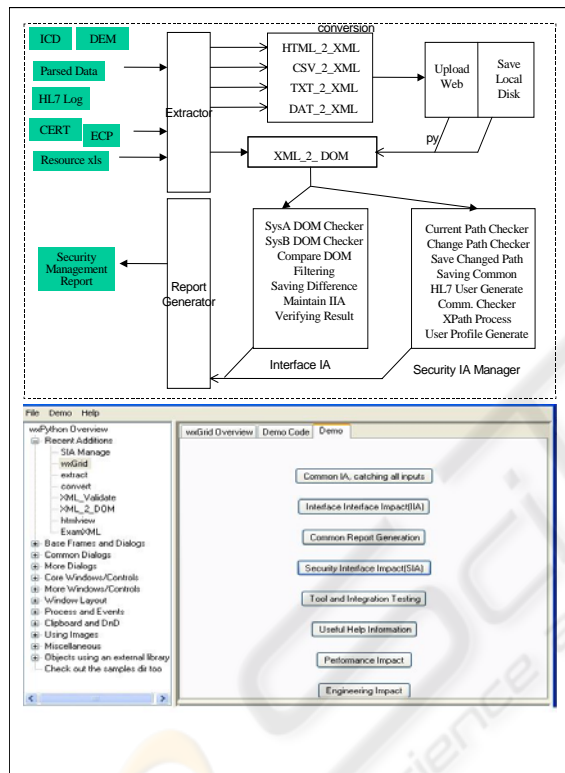 conversion
ICD
DEM
Parsed Data
HL7 Log
CERT
ECP
Resource xls
Extractor
HTML_2_XML
CSV_2_XML
TXT_2_XML
DAT_2_XML
Upload
Web
Save
Local
Disk
py
XML_2_ DOM
Security
Management
Report
Report
Generator
SysA DOM Checker
SysB DOM Checker
Compare DOM
Filtering
Saving Difference
Maintain IIA
Verifying Result
Current Path Checker
Change Path Checker
Save Changed Path
Saving Common
HL7 User Generate
Comm. Checker
XPath Process
User Profile Generate
Interface IA
Security IA Manager
File Demo Help
wxPython Overview
Recent Additions
SIA Manage
wxGrid
extract
convert
XML_Validate
XML_2_DOM
htmlview
ExamXML
Base Frames and Dialogs
Common Dialogs
More Dialogs
Core Windows/Controls
More Windows/Controls
Window Layout
Process and Events
Clipboard and DnD
Using Images
Miscellaneous
Objects using an external library
Check out the samples dir too
wxGrid Overview
Demo Code
Demo
Common IA, catching all inputs
Interface Interface Impact(IIA)
Common Report Generation
Security Interface Impact(SIA)
Tool and Integration Testing
Useful Help Information
Performance Impact
Engineering Impact